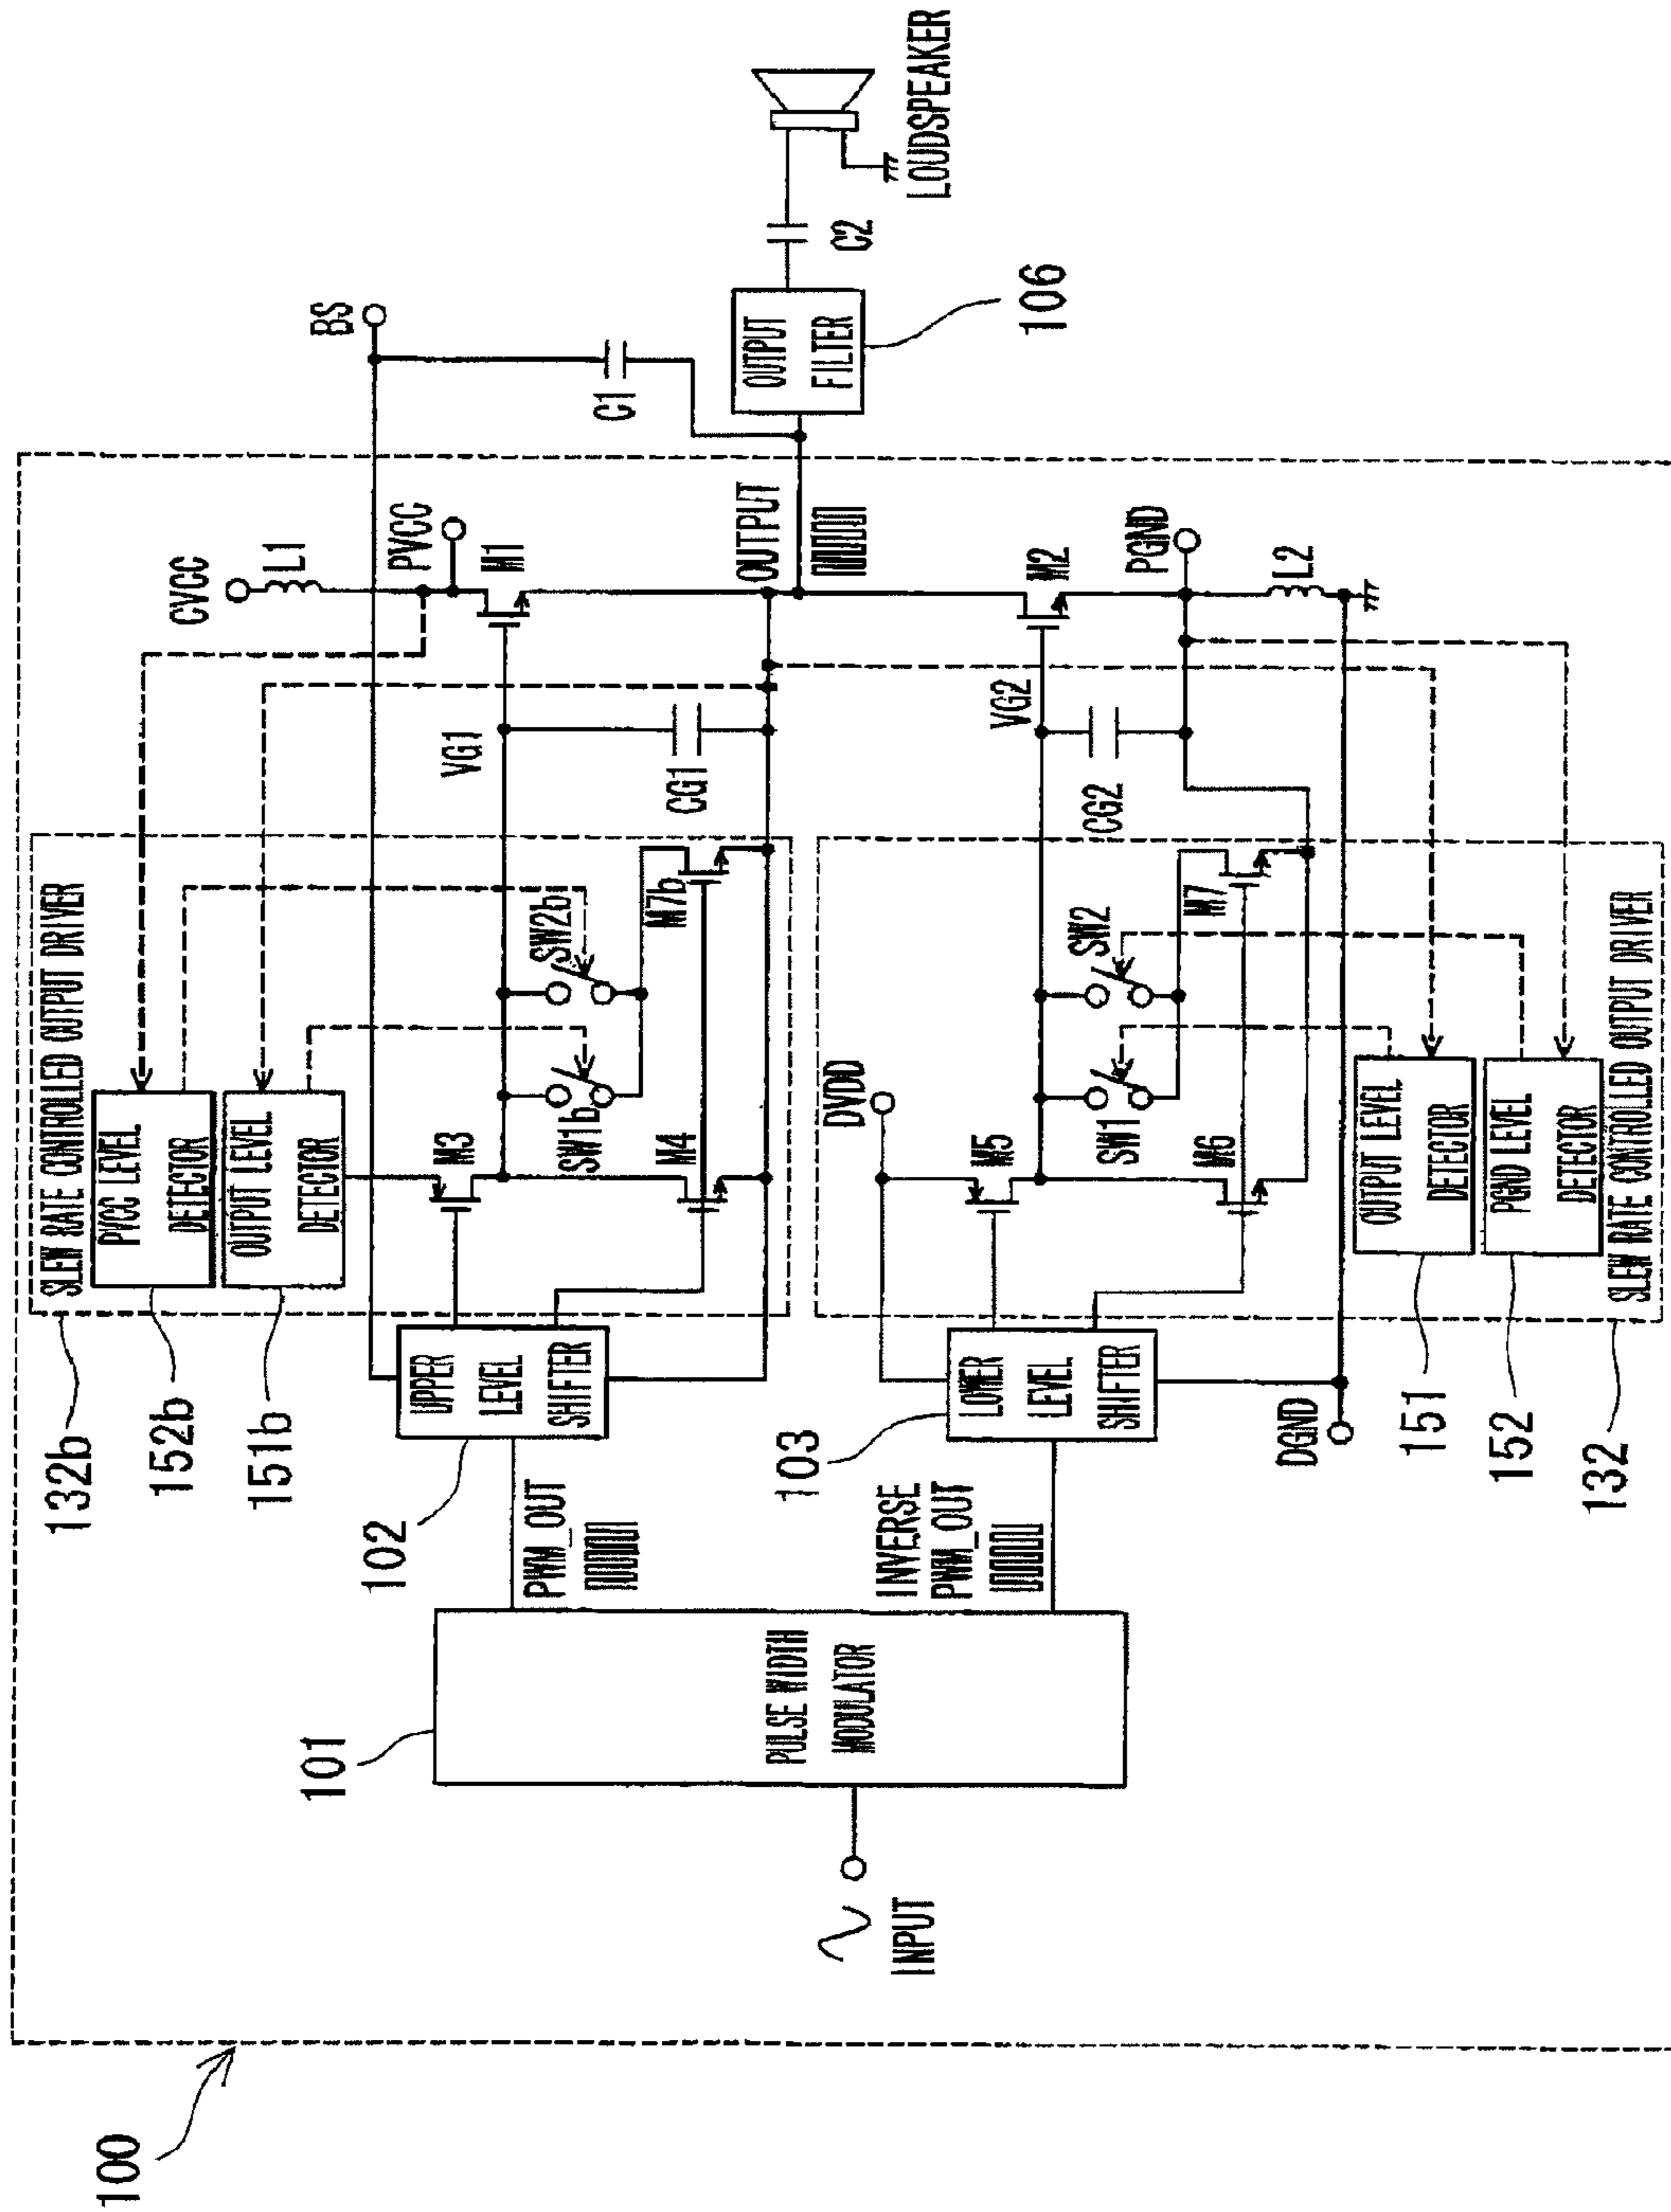 100
101
INPUT
PULSE WIDTH
MODULATOR
PWM_OUT
INVERSE
PWM_OUT
102
UPPER
LEVEL
SHIFTER
103
LOWER
LEVEL
SHIFTER
132b
152b
151b
SLEW RATE CONTROLLED OUTPUT DRIVER
PVCC LEVEL
DETECTOR
OUTPUT LEVEL
DETECTOR
M3
M4
SW1b
SW2b
M7b
VG1
CG1
CVCC
L1
PVCC
M1
BS
C1
OUTPUT
OUTPUT
FILTER
106
C2
LOUDSPEAKER
DVDD
M5
M6
SW1
SW2
M7
VG2
CG2
M2
PGND
L2
DGND
151
152
132
OUTPUT LEVEL
DETECTOR
PGND LEVEL
DETECTOR
SLEW RATE CONTROLLED OUTPUT DRIVER